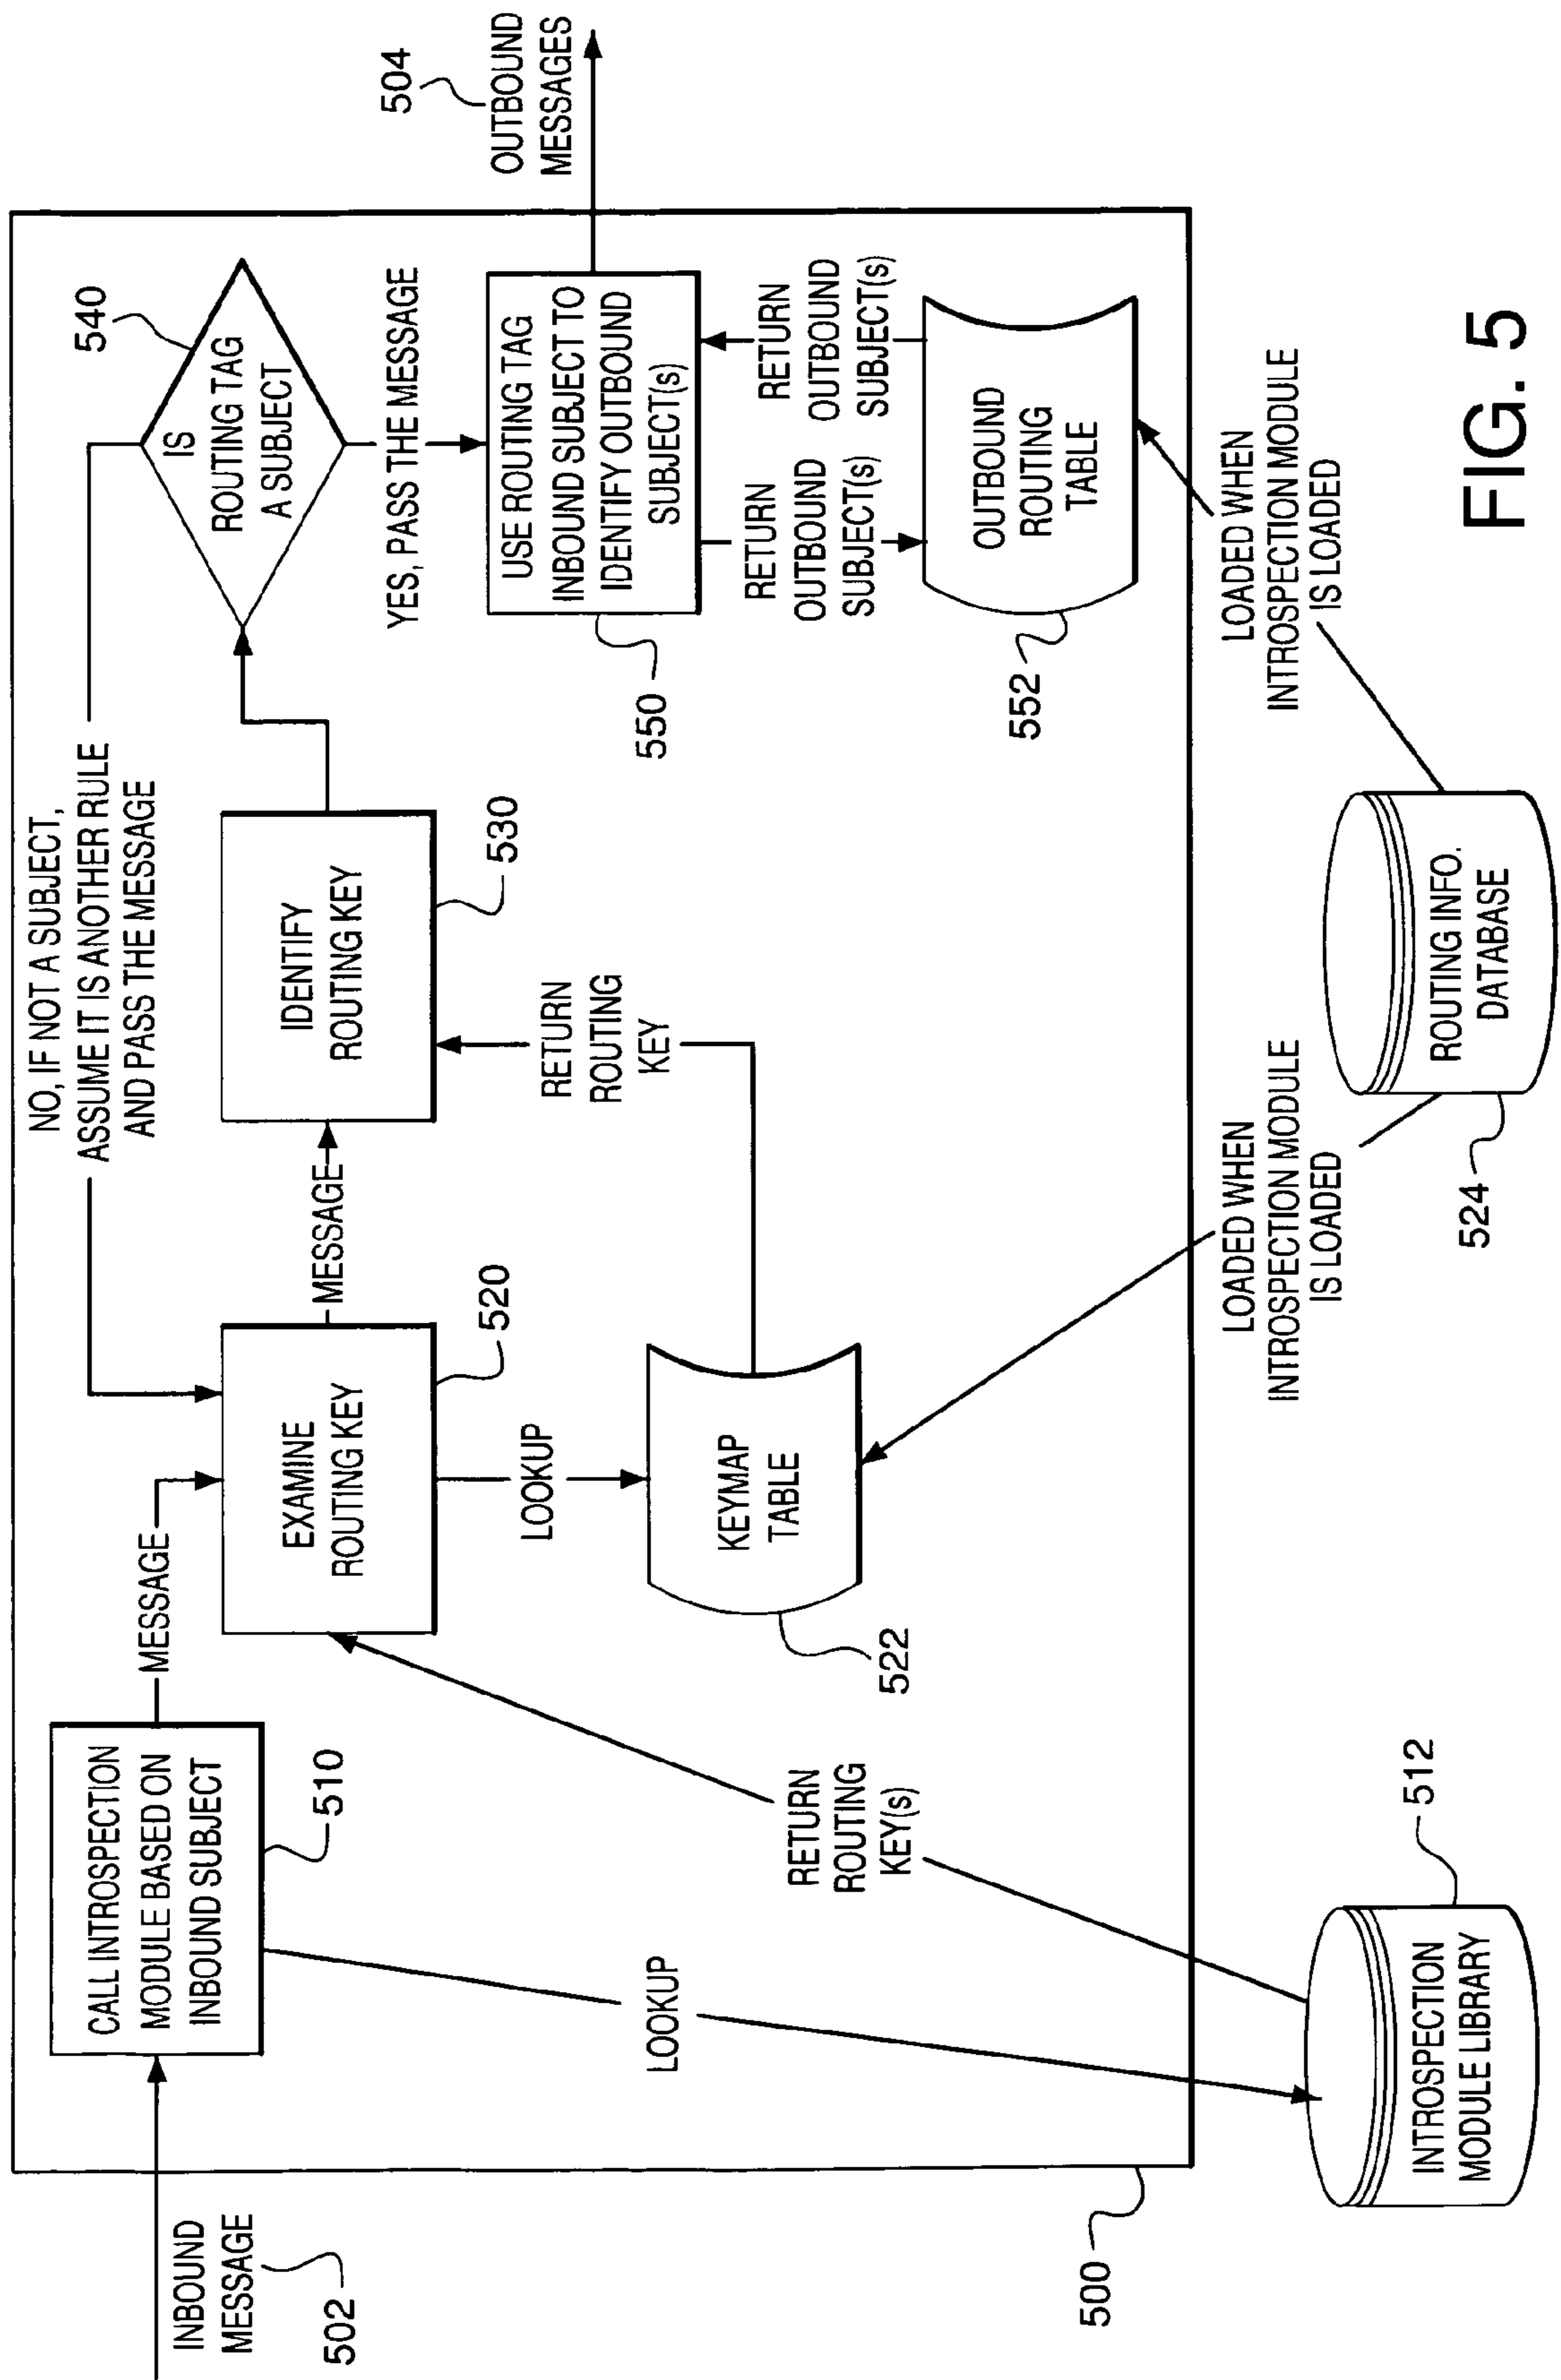 INBOUND
MESSAGE
502
500
CALL INTROSPECTION
MODULE BASED ON
INBOUND SUBJECT
510
MESSAGE
LOOKUP
RETURN
ROUTING
KEY(s)
INTROSPECTION
MODULE LIBRARY
512
EXAMINE
ROUTING KEY
520
LOOKUP
KEYMAP
TABLE
522
MESSAGE
NO, IF NOT A SUBJECT,
ASSUME IT IS ANOTHER RULE
AND PASS THE MESSAGE
IDENTIFY
ROUTING KEY
530
RETURN
ROUTING
KEY
LOADED WHEN
INTROSPECTION MODULE
IS LOADED
ROUTING INFO.
DATABASE
524
IS
ROUTING TAG
A SUBJECT
540
YES, PASS THE MESSAGE
USE ROUTING TAG
INBOUND SUBJECT TO
IDENTIFY OUTBOUND
SUBJECT(s)
550
RETURN
OUTBOUND
SUBJECT(s)
RETURN
OUTBOUND
SUBJECT(s)
OUTBOUND
ROUTING
TABLE
552
LOADED WHEN
INTROSPECTION MODULE
IS LOADED
504
OUTBOUND
MESSAGES
FIG. 5